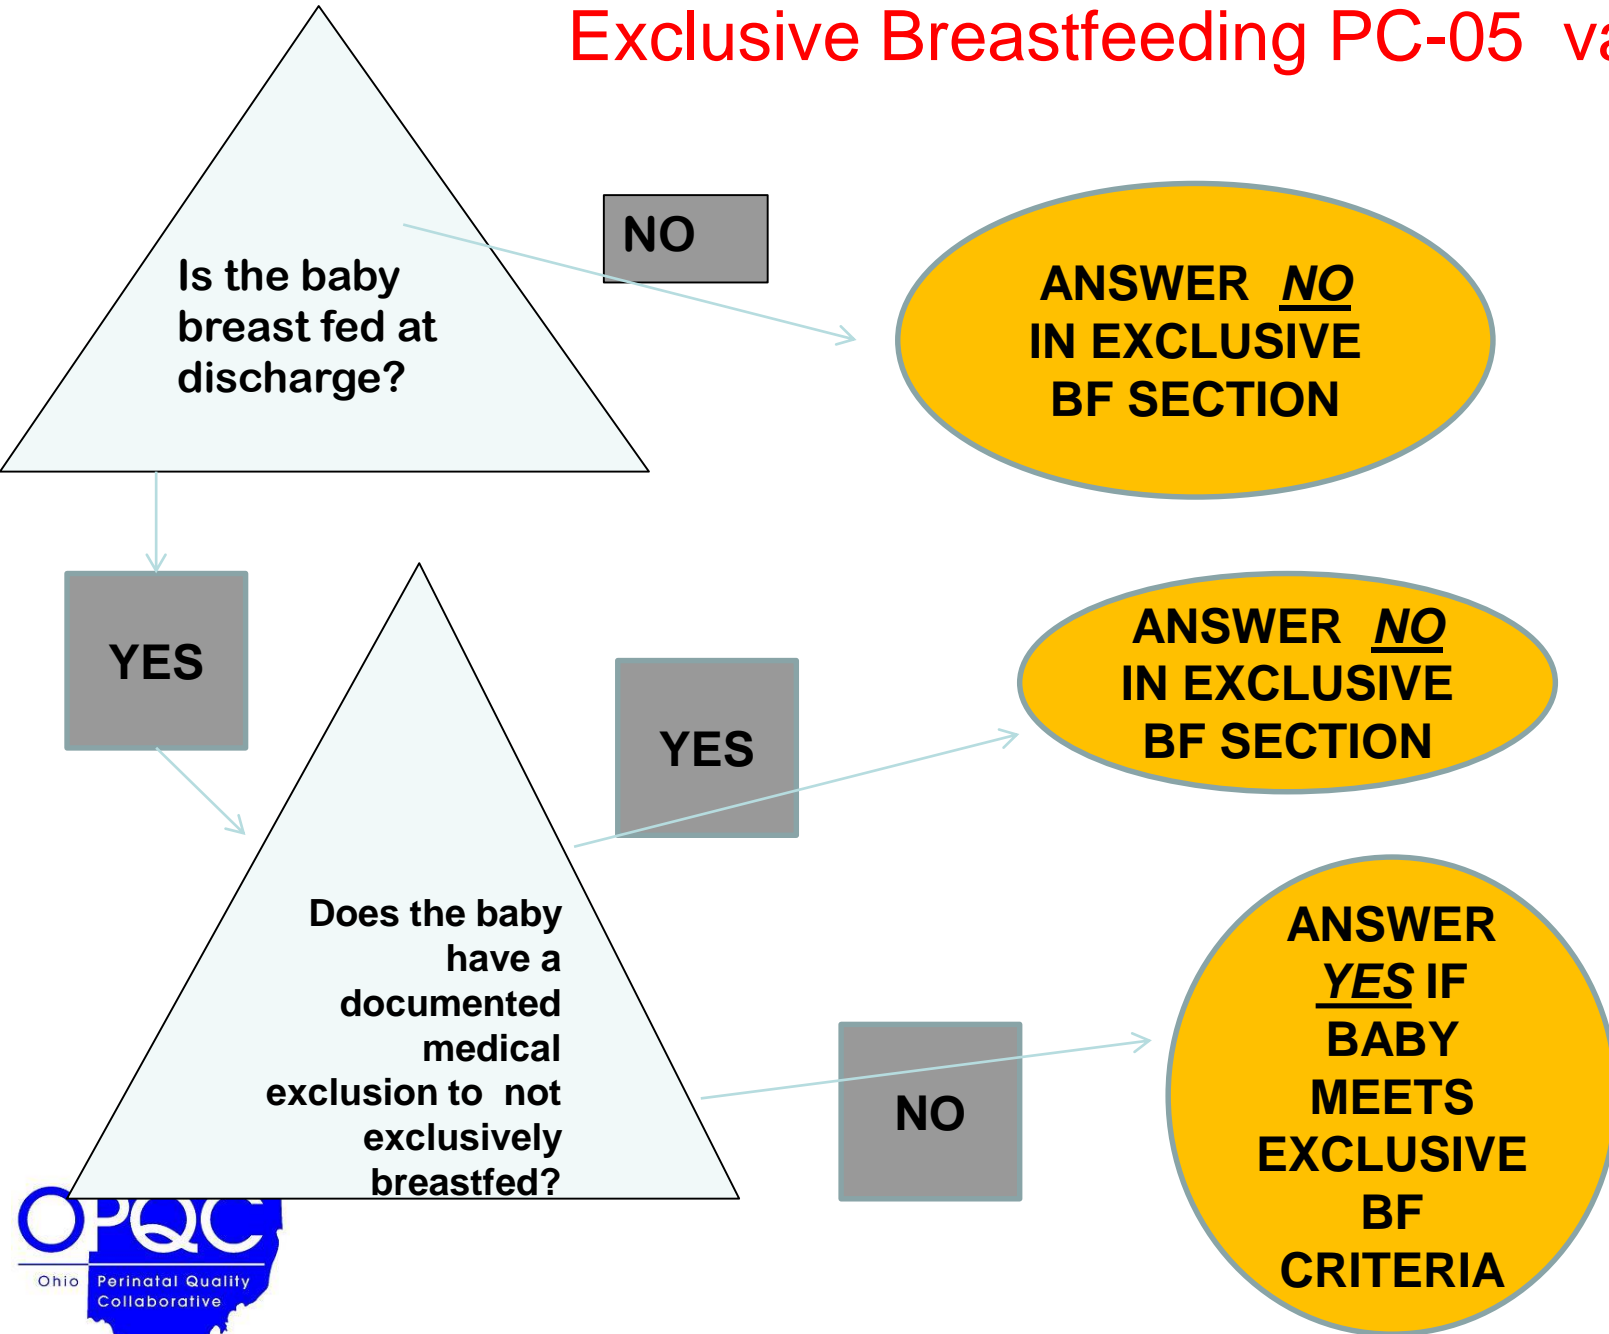 Exclusive Breastfeeding PC-05 va
Is the baby
breast fed at
discharge?
NO
ANSWER NO
IN EXCLUSIVE
BF SECTION
YES
Does the baby
have a
documented
medical
exclusion to not
exclusively
breastfed?
YES
ANSWER NO
IN EXCLUSIVE
BF SECTION
NO
ANSWER
YES IF
BABY
MEETS
EXCLUSIVE
BF
CRITERIA
OPQC
Ohio Perinatal Quality
Collaborative